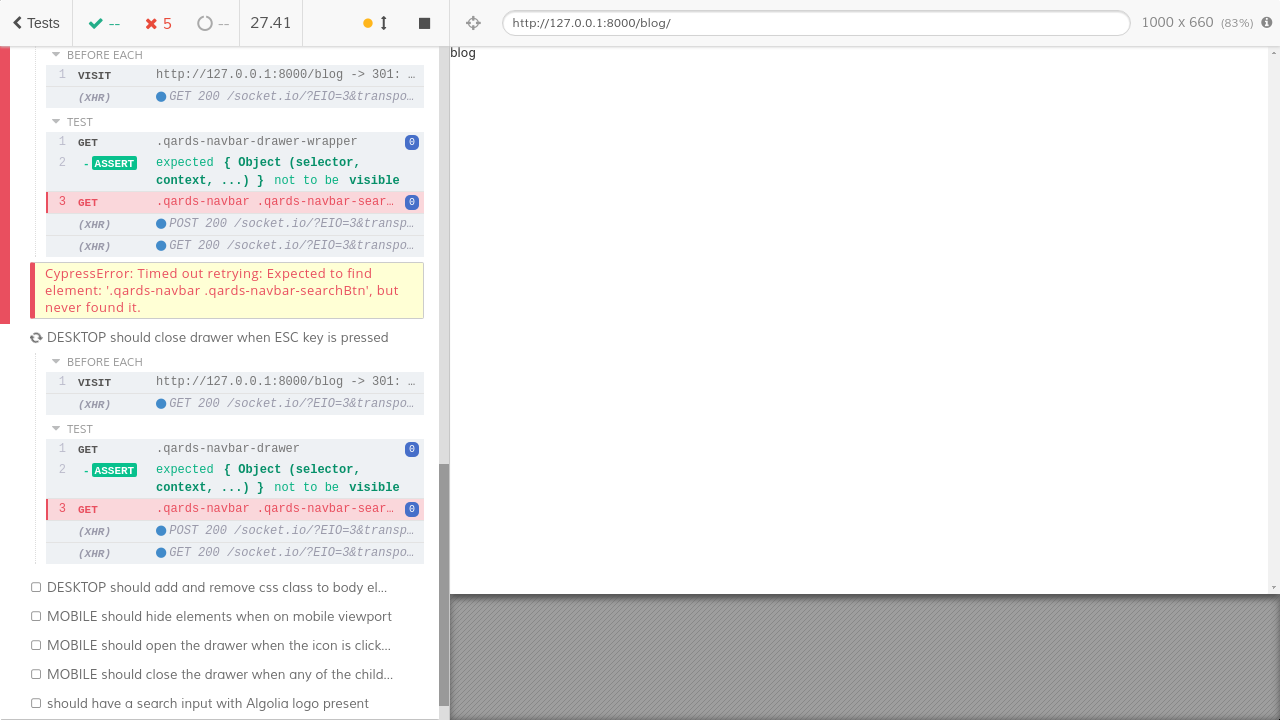 Tests -- 5 -- 27.41
http://127.0.0.1:8000/blog/ 1000 x 660 (83%)
BEFORE EACH
1 VISIT http://127.0.0.1:8000/blog -> 301: …
(XHR) GET 200 /socket.io/?EIO=3&transpo…
TEST
1 GET .qards-navbar-drawer-wrapper 0
2 - ASSERT expected { Object (selector,
context, ...) } not to be visible
3 GET .qards-navbar .qards-navbar-sear… 0
(XHR) POST 200 /socket.io/?EIO=3&transp…
(XHR) GET 200 /socket.io/?EIO=3&transpo…
CypressError: Timed out retrying: Expected to find
element: '.qards-navbar .qards-navbar-searchBtn', but
never found it.
DESKTOP should close drawer when ESC key is pressed
BEFORE EACH
1 VISIT http://127.0.0.1:8000/blog -> 301: …
(XHR) GET 200 /socket.io/?EIO=3&transpo…
TEST
1 GET .qards-navbar-drawer 0
2 - ASSERT expected { Object (selector,
context, ...) } not to be visible
3 GET .qards-navbar .qards-navbar-sear… 0
(XHR) POST 200 /socket.io/?EIO=3&transp…
(XHR) GET 200 /socket.io/?EIO=3&transpo…
DESKTOP should add and remove css class to body el...
MOBILE should hide elements when on mobile viewport
MOBILE should open the drawer when the icon is click...
MOBILE should close the drawer when any of the child...
should have a search input with Algolia logo present
blog